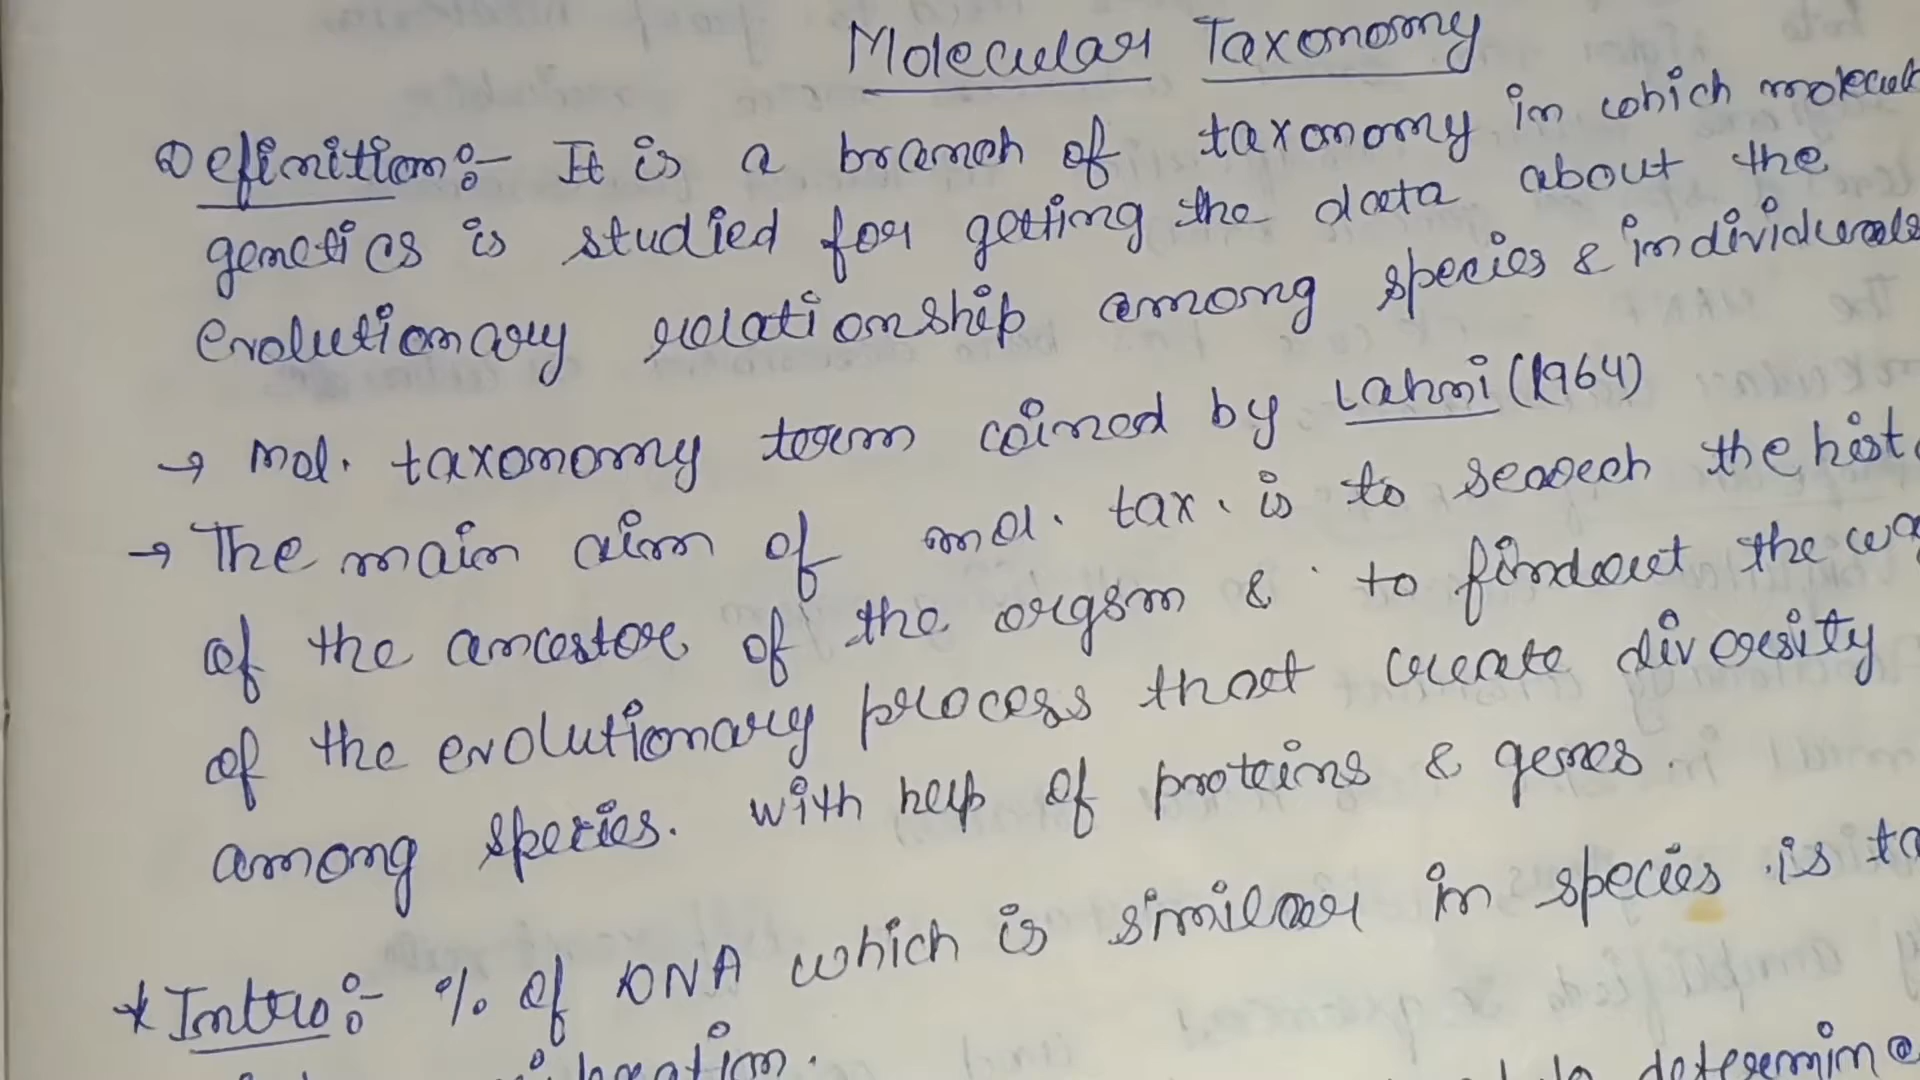 Molecular Taxonomy
Definition:- It is a branch of taxonomy in which molecul
genetics is studied for getting the data about the
evolutionary relationship among species & individuals
→ mol. taxonomy term coined by Lahni (1964)
→ The main aim of mol. tax. is to search the hist
of the ancestor of the orgsm & to findout the wa
of the evolutionary process that create diversity
among species. with help of proteins & genes.
* Intro:- % of DNA which is similar in species is ta
determine